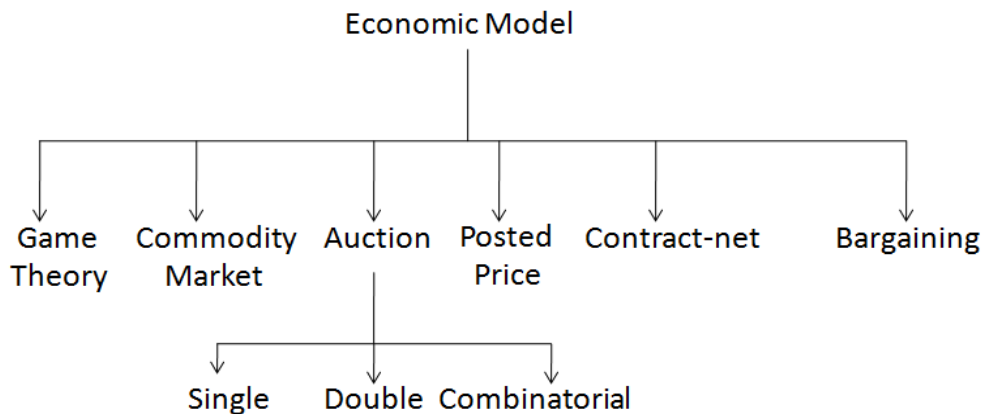 Economic Model
Game Theory
Commodity Market
Auction
Posted Price
Contract-net
Bargaining
Single
Double
Combinatorial